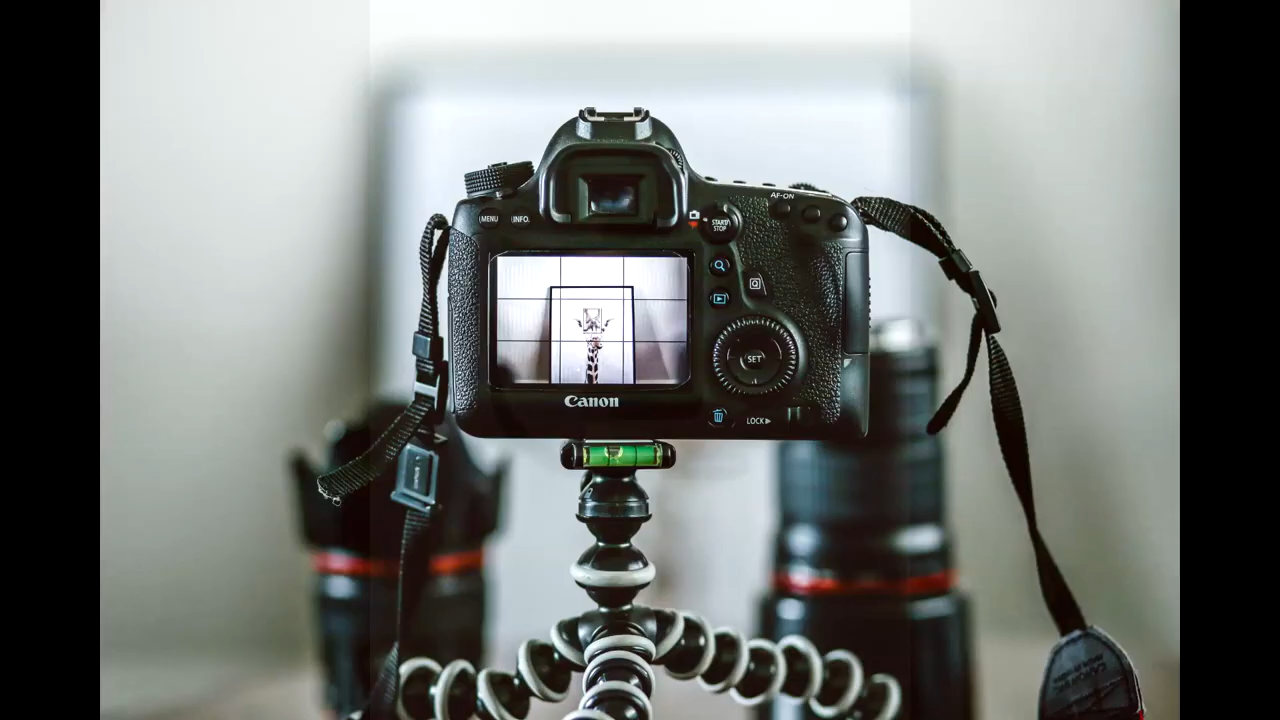 AF-ON
MENU
INFO.
START/
STOP
Q
SET
Canon
LOCK